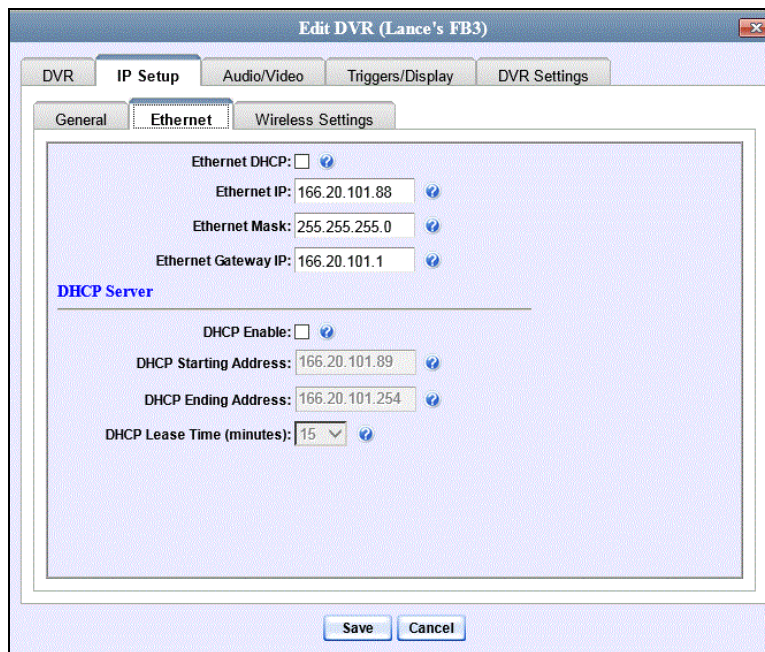 Edit DVR (Lance's FB3)
DVR IP Setup Audio/Video Triggers/Display DVR Settings
General Ethernet Wireless Settings
Ethernet DHCP:
Ethernet IP: 166.20.101.88
Ethernet Mask: 255.255.255.0
Ethernet Gateway IP: 166.20.101.1
DHCP Server
DHCP Enable:
DHCP Starting Address: 166.20.101.89
DHCP Ending Address: 166.20.101.254
DHCP Lease Time (minutes): 15
Save Cancel